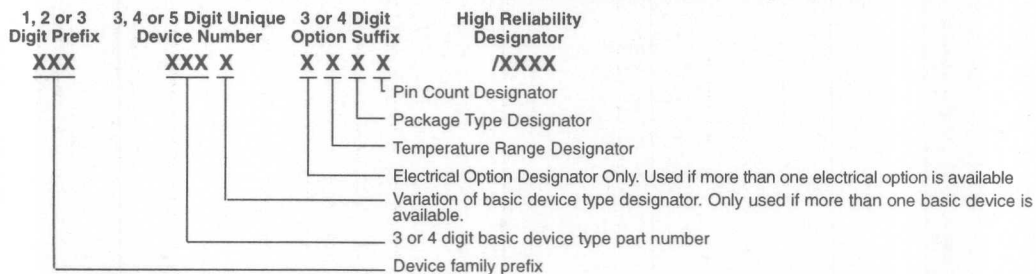 1, 2 or 3 3, 4 or 5 Digit Unique 3 or 4 Digit High Reliability
Digit Prefix Device Number Option Suffix Designator
XXX XXX X X X X X /XXXX
Pin Count Designator
Package Type Designator
Temperature Range Designator
Electrical Option Designator Only. Used if more than one electrical option is available
Variation of basic device type designator. Only used if more than one basic device is
available.
3 or 4 digit basic device type part number
Device family prefix